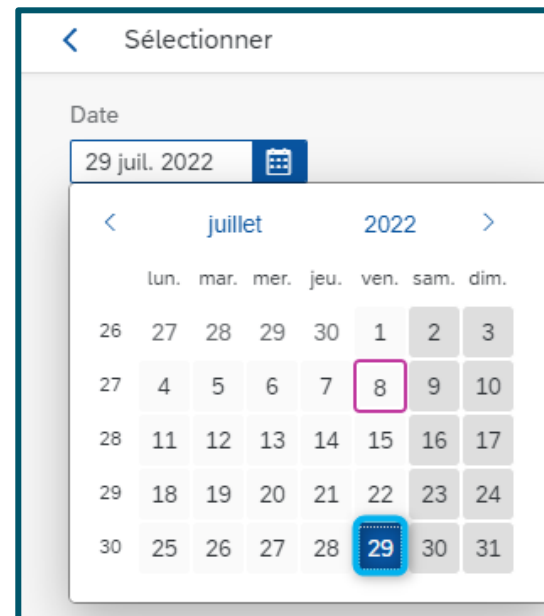 Sélectionner
Date
29 juil. 2022
juillet 2022
lun. mar. mer. jeu. ven. sam. dim.
26 27 28 29 30 1 2 3
27 4 5 6 7 8 9 10
28 11 12 13 14 15 16 17
29 18 19 20 21 22 23 24
30 25 26 27 28 29 30 31